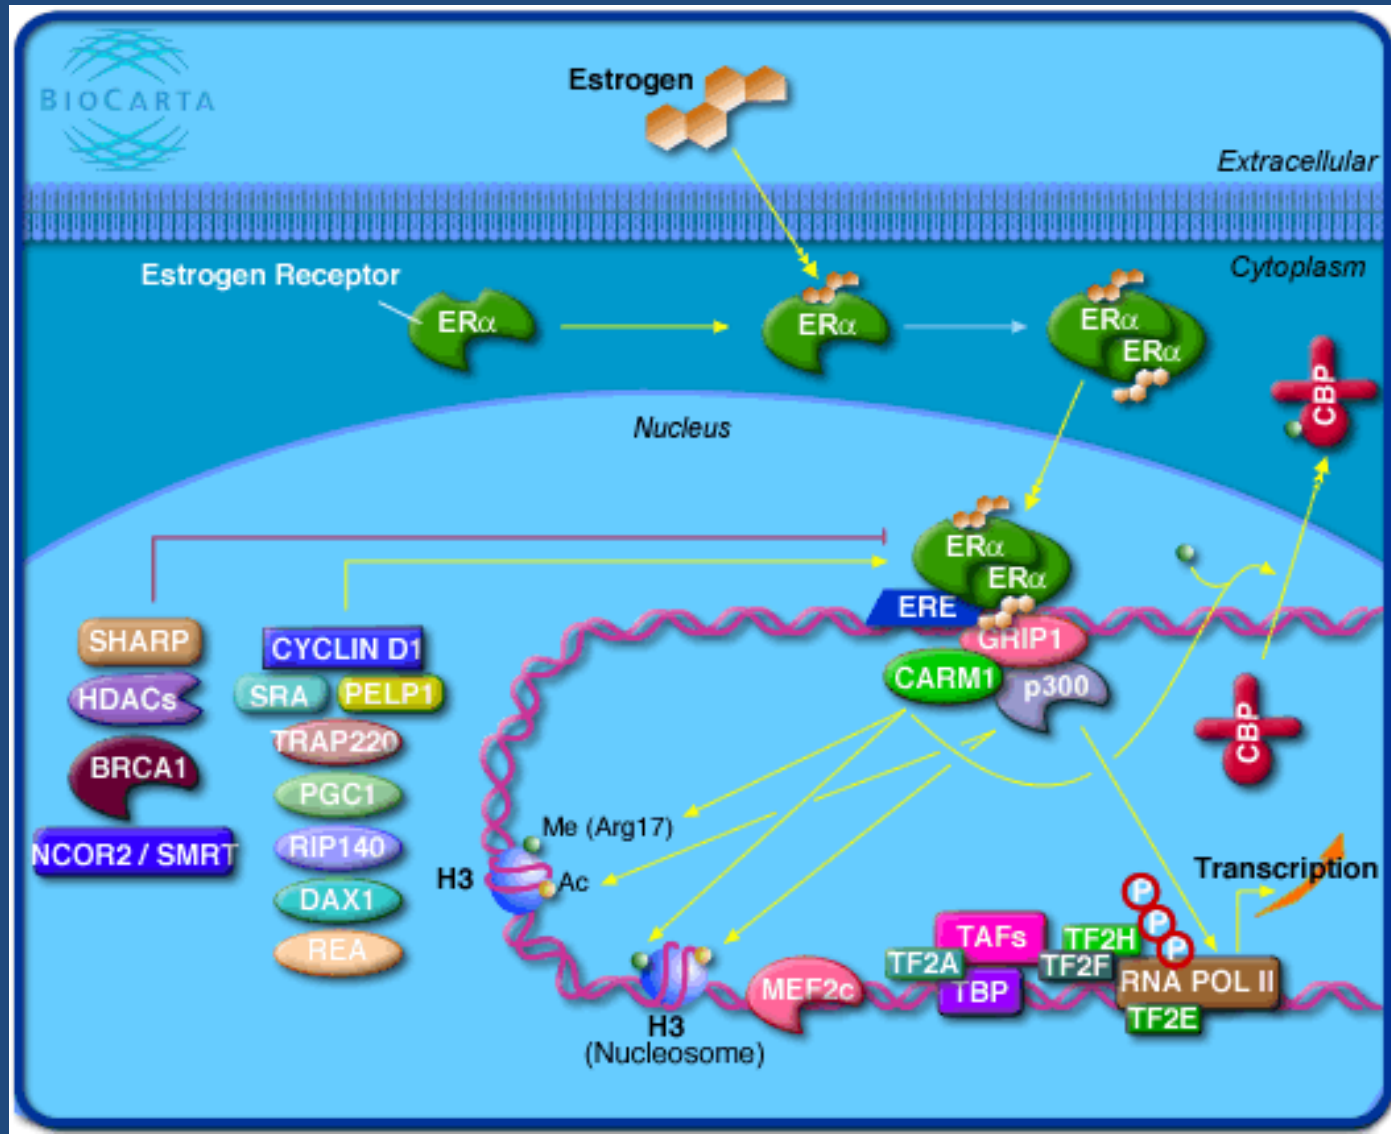 BIOCARTA
Estrogen
Extracellular
Cytoplasm
Estrogen Receptor
ERα
ERα
ERα
ERα
CBP
Nucleus
ERα
ERα
ERE
GRIP1
CARM1
p300
CBP
SHARP
HDACs
BRCA1
NCOR2 / SMRT
CYCLIN D1
SRA
PELP1
TRAP220
PGC1
RIP140
DAX1
REA
Me (Arg17)
H3
Ac
H3
(Nucleosome)
MEF2c
Transcription
P
P
P
TAFs
TF2H
TF2A
TF2F
TBP
RNA POL II
TF2E